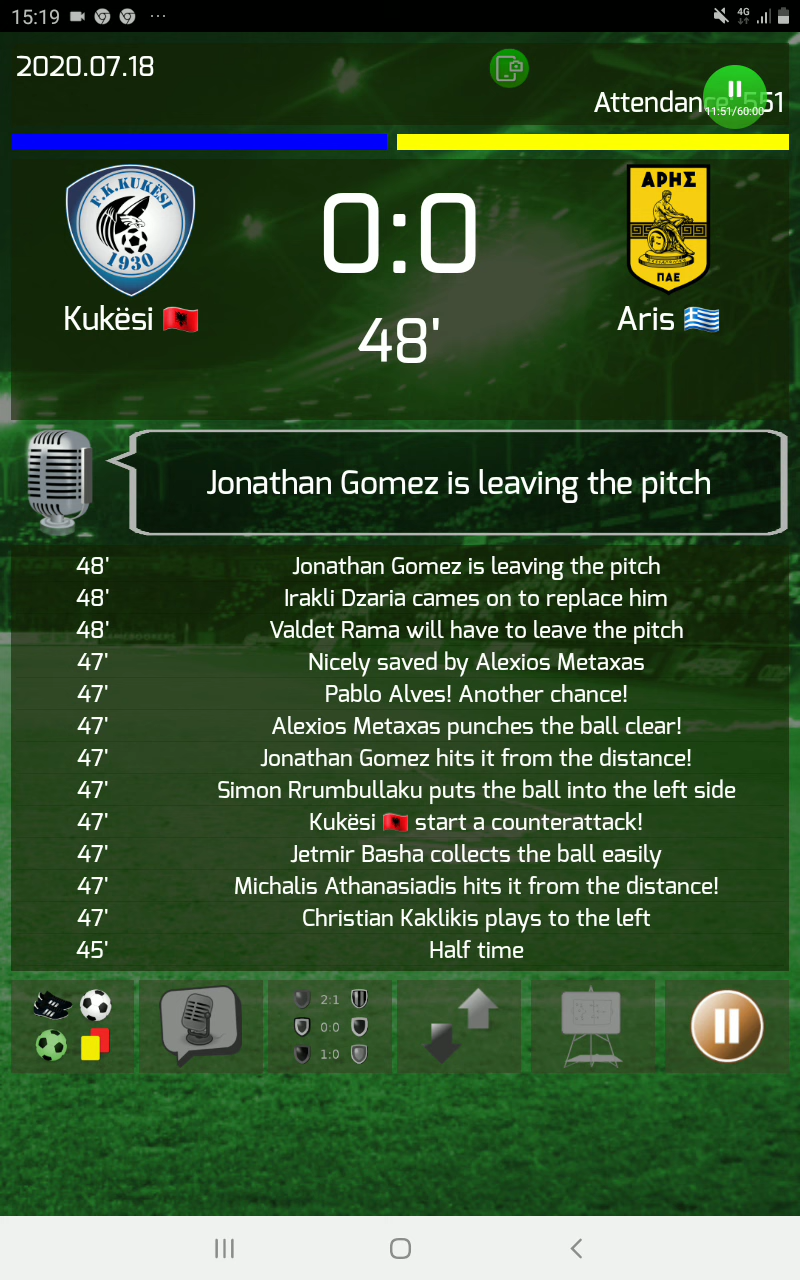 15:19
4G
2020.07.18
Attendance 551
11:51/60:00
F.K.KUKËSI
1930
Kukësi
0:0
48'
ΑΡΗΣ
ΠΑΕ
Aris
Jonathan Gomez is leaving the pitch
48' Jonathan Gomez is leaving the pitch
48' Irakli Dzaria cames on to replace him
48' Valdet Rama will have to leave the pitch
47' Nicely saved by Alexios Metaxas
47' Pablo Alves! Another chance!
47' Alexios Metaxas punches the ball clear!
47' Jonathan Gomez hits it from the distance!
47' Simon Rrumbullaku puts the ball into the left side
47' Kukësi 🇦🇱 start a counterattack!
47' Jetmir Basha collects the ball easily
47' Michalis Athanasiadis hits it from the distance!
47' Christian Kaklikis plays to the left
45' Half time
2:1
0:0
1:0